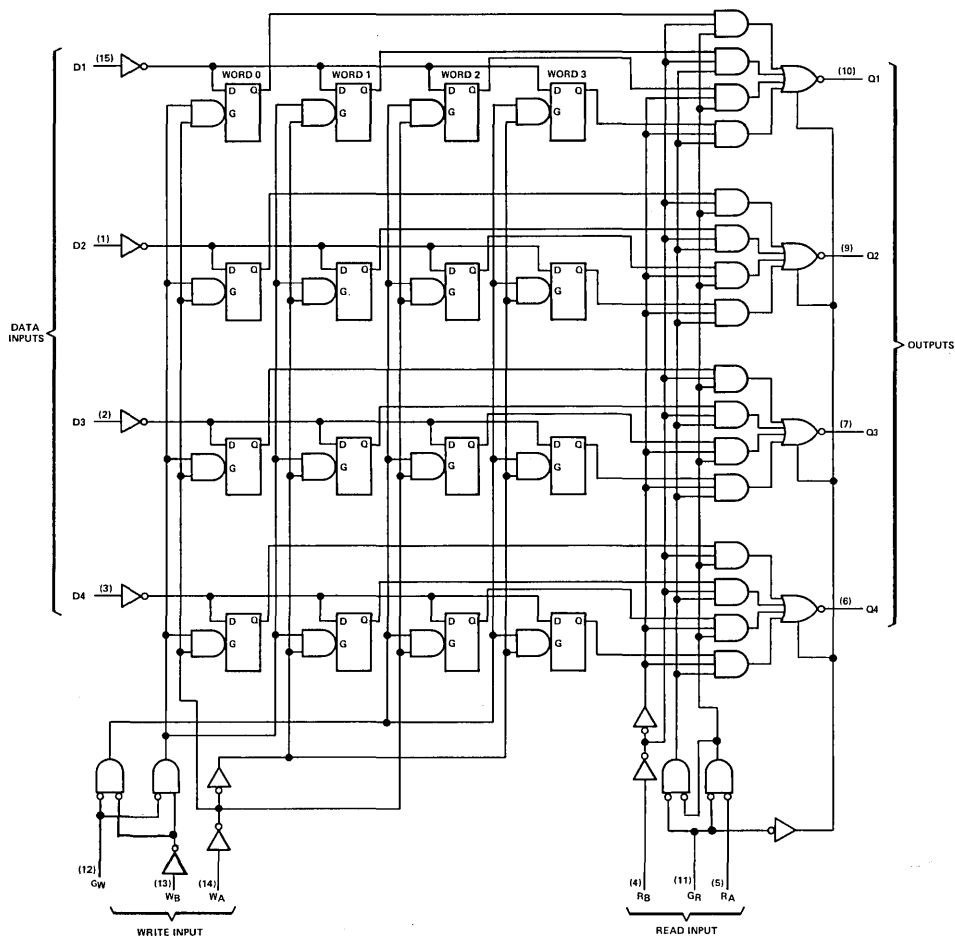 D1 (15)
WORD 0 WORD 1 WORD 2 WORD 3
D Q D Q D Q D Q
G G G G
(10) Q1
D2 (1)
D Q D Q D Q D Q
G G G G
(9) Q2
DATA INPUTS
OUTPUTS
D3 (2)
D Q D Q D Q D Q
G G G G
(7) Q3
D4 (3)
D Q D Q D Q D Q
G G G G
(6) Q4
(12) GW
(13) WB
(14) WA
(4) RB
(11) GR
(5) RA
WRITE INPUT
READ INPUT